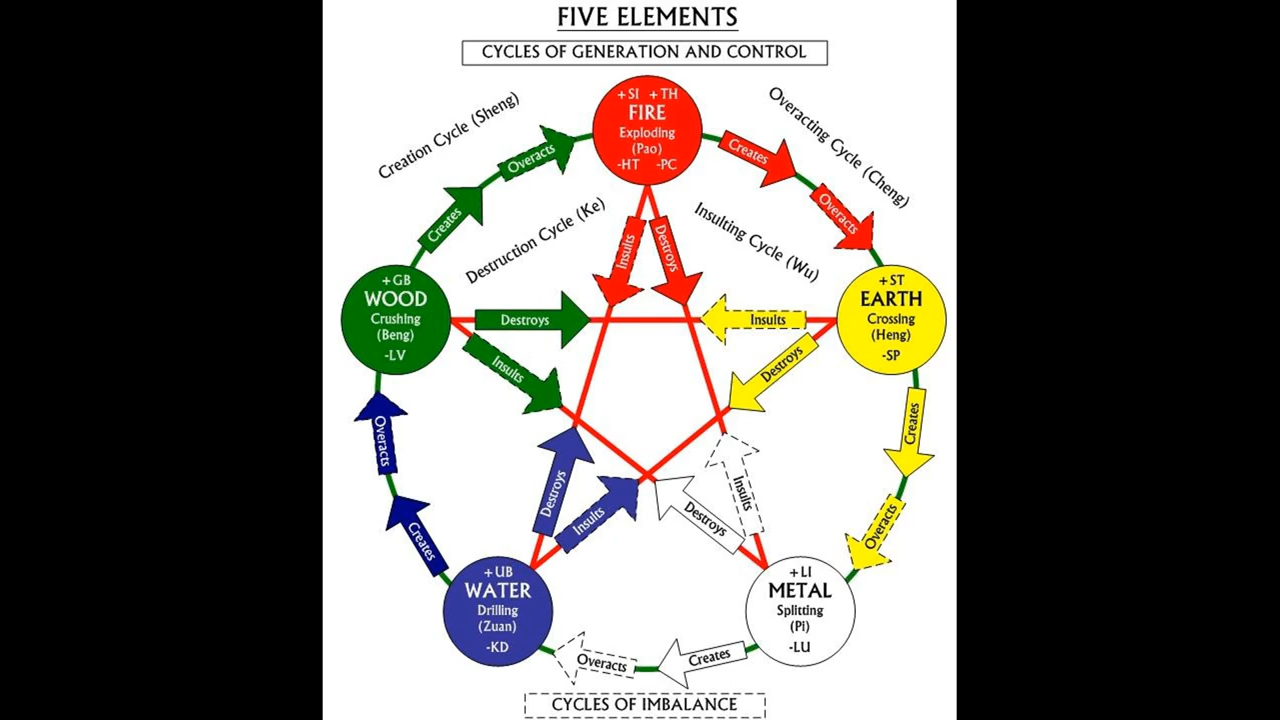 FIVE ELEMENTS
CYCLES OF GENERATION AND CONTROL
Creation Cycle (Sheng)
Overacting Cycle (Cheng)
Destruction Cycle (Ke)
Insulting Cycle (Wu)
+SI +TH
FIRE
Exploding
(Pao)
-HT -PC
Overacts
Creates
Creates
Overacts
Insults
Destroys
+GB
WOOD
Crushing
(Beng)
-LV
Destroys
Insults
Insults
Destroys
+ST
EARTH
Crossing
(Heng)
-SP
Overacts
Creates
Creates
Overacts
Destroys
Insults
Destroys
Insults
+UB
WATER
Drilling
(Zuan)
-KD
+LI
METAL
Splitting
(Pi)
-LU
Overacts
Creates
CYCLES OF IMBALANCE